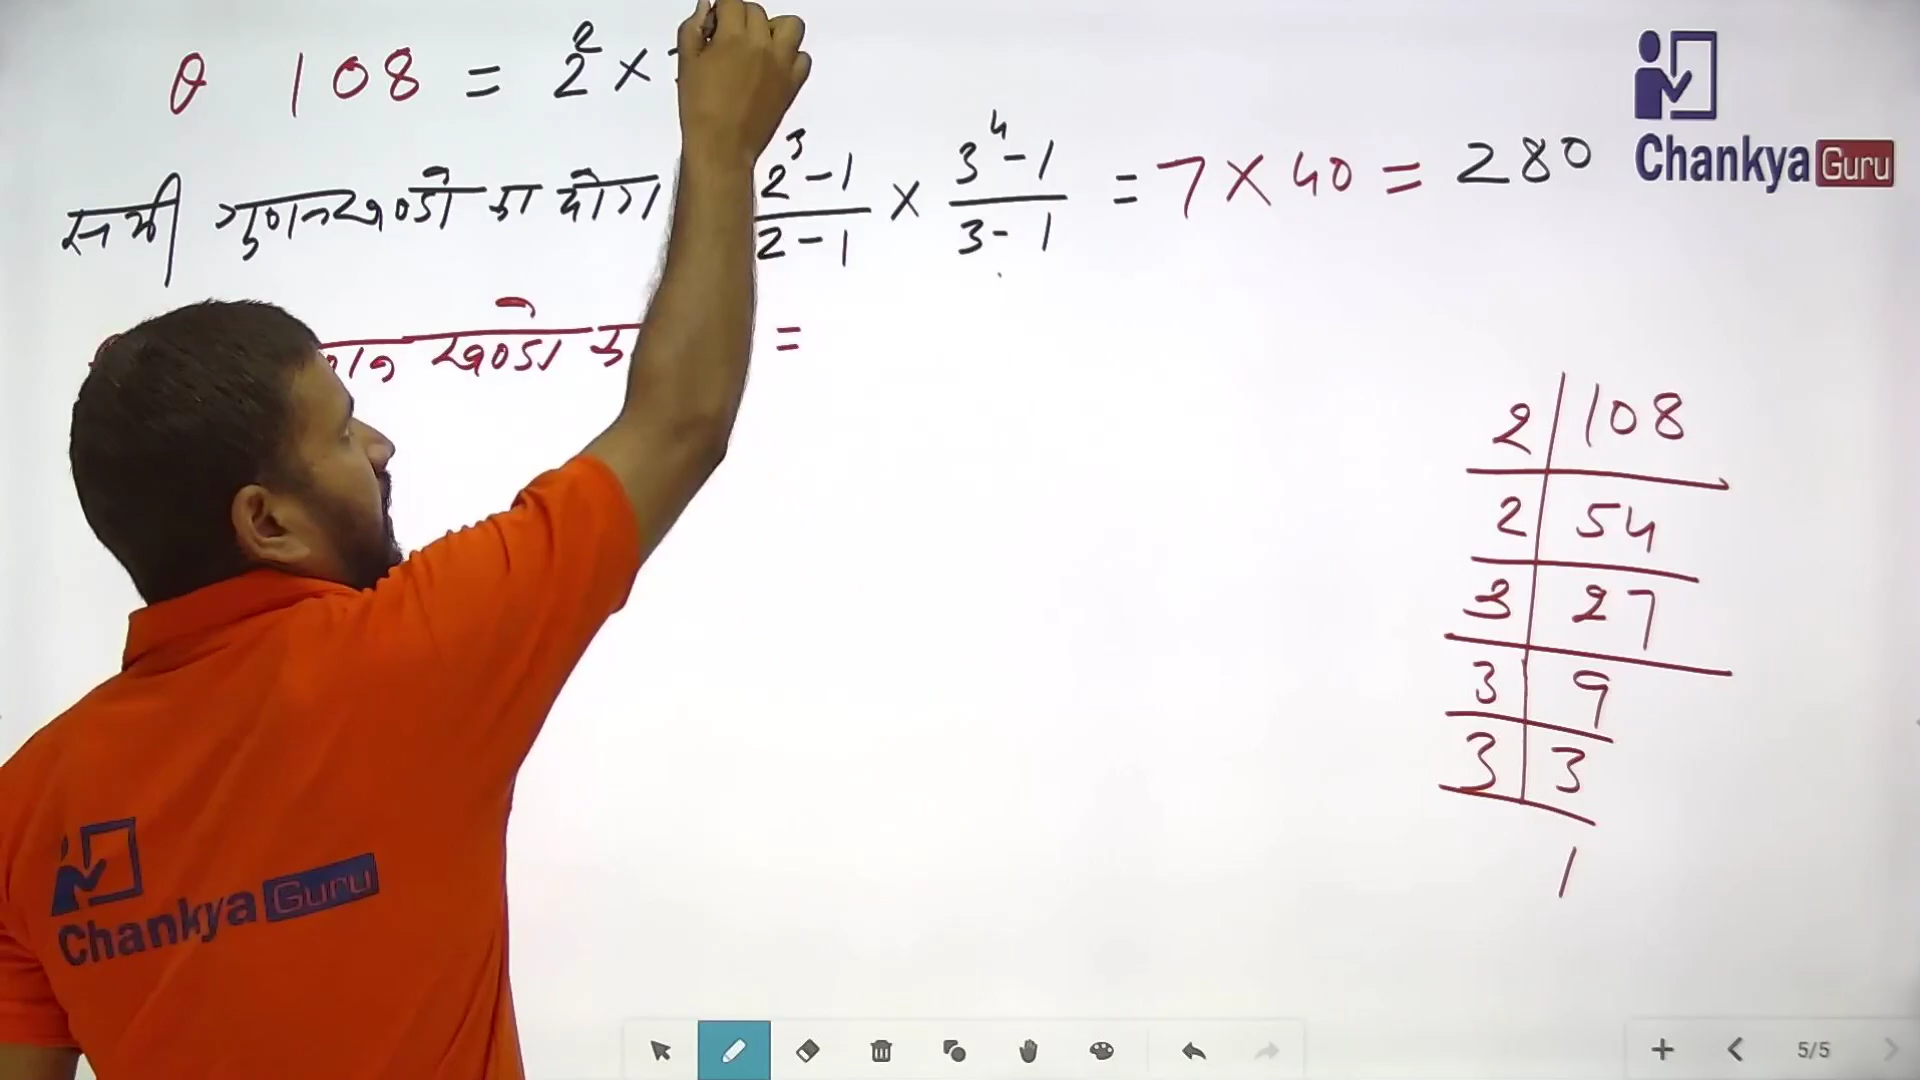 θ 108 = 2² ×
सभी गुणनखण्डों का योग 2³-1/2-1 × 3⁴-1/3-1 = 7 × 40 = 280
खण्डो =
2 | 108
2 | 54
3 | 27
3 | 9
3 | 3
1
Chankya Guru
Chankya Guru
5/5